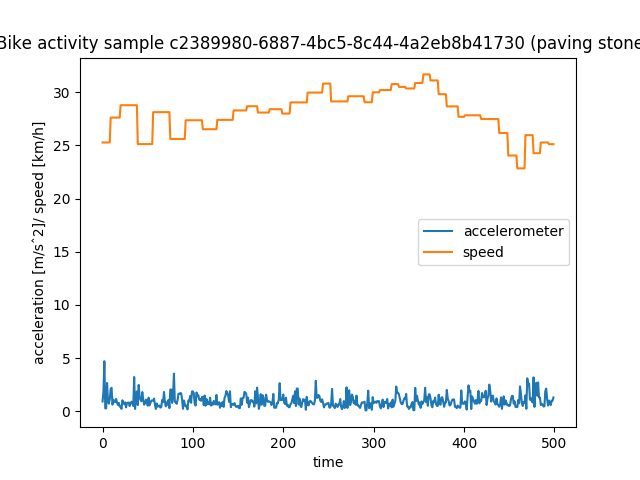 Bike activity sample c2389980-6887-4bc5-8c44-4a2eb8b41730 (paving stone
acceleration [m/s^2]/ speed [km/h]
30
25
20
15
10
5
0
accelerometer
speed
0 100 200 300 400 500
time